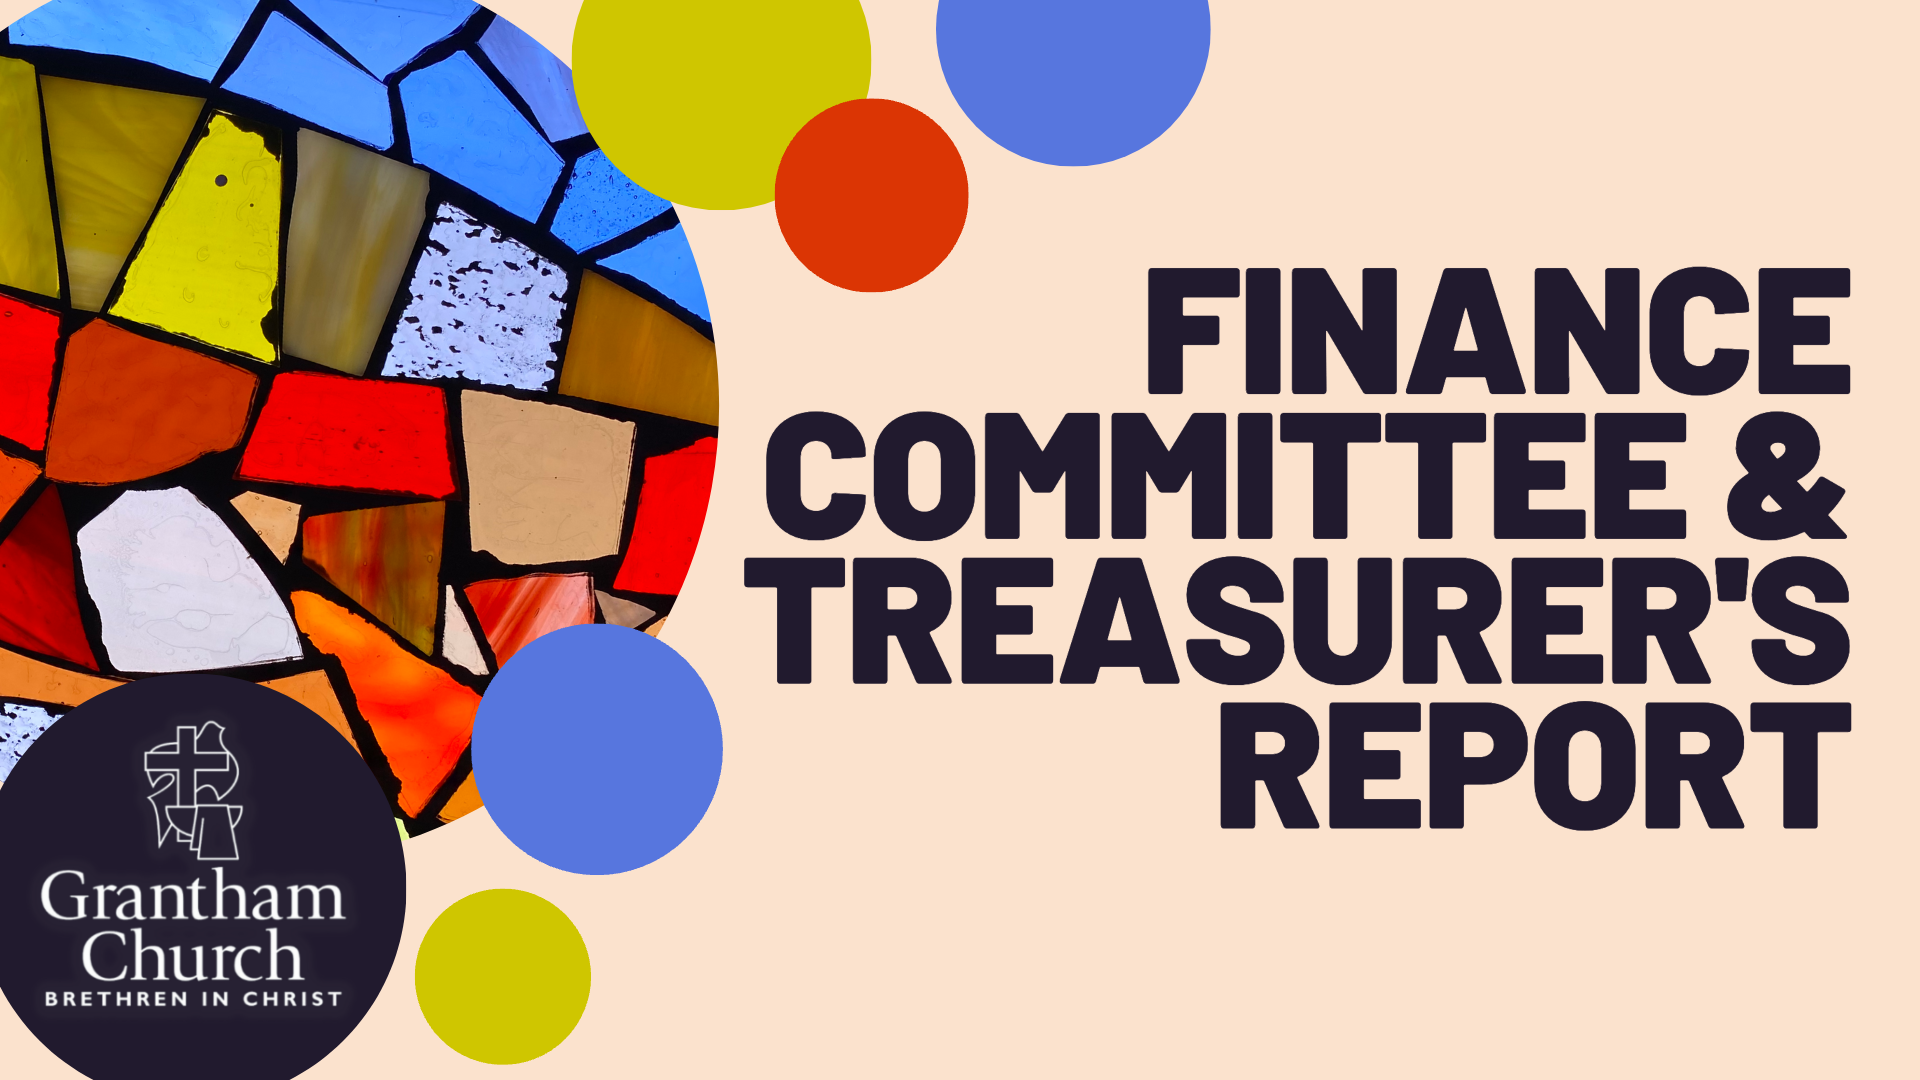 FINANCE
COMMITTEE &
TREASURER'S
REPORT
Grantham
Church
BRETHREN IN CHRIST